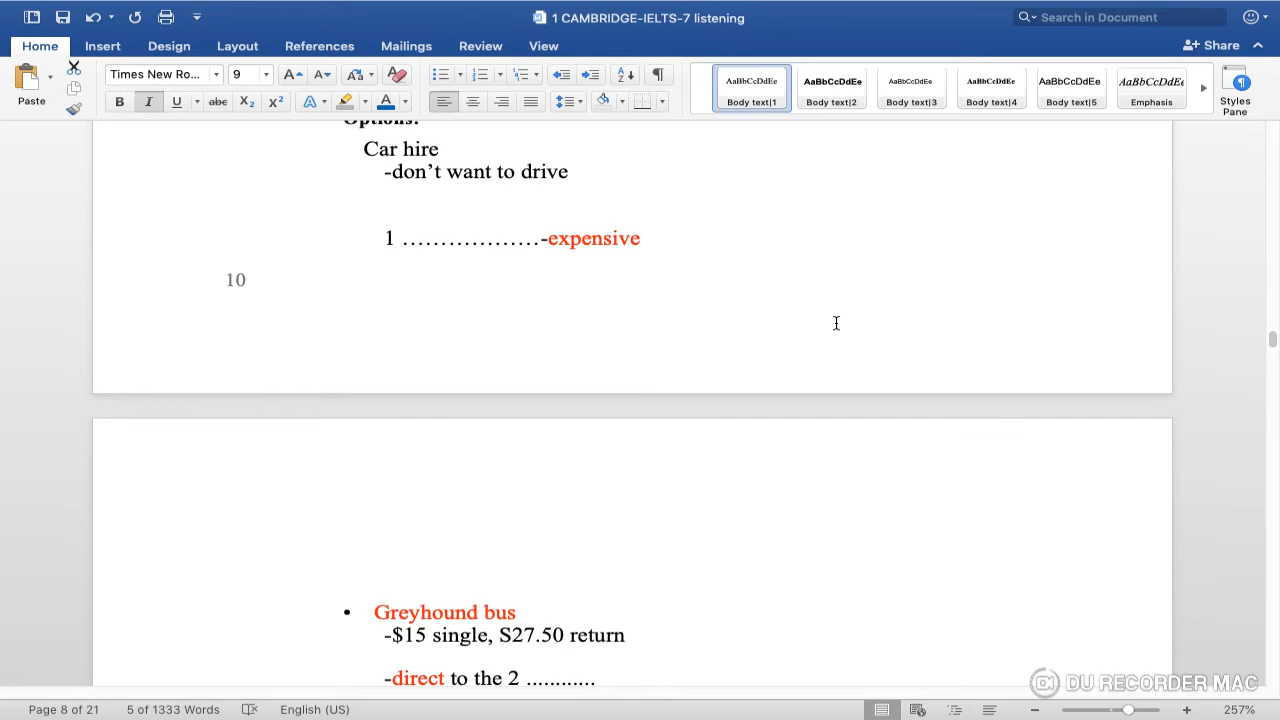 1 CAMBRIDGE-IELTS-7 listening
Search in Document
Home Insert Design Layout References Mailings Review View
Share
Paste
Times New Ro... 9
B I U abc X2 X2
AaBbCcDdEe AaBbCcDdEe AaBbCcDdEe AaBbCcDdEe AaBbCcDdEe AaBbCcDdEe
Body text|1 Body text|2 Body text|3 Body text|4 Body text|5 Emphasis
Styles Pane
Options:
Car hire
-don’t want to drive
1 ………………-expensive
10
• Greyhound bus
-$15 single, S27.50 return
-direct to the 2 ............
DU RECORDER MAC
Page 8 of 21 5 of 1333 Words English (US) 257%